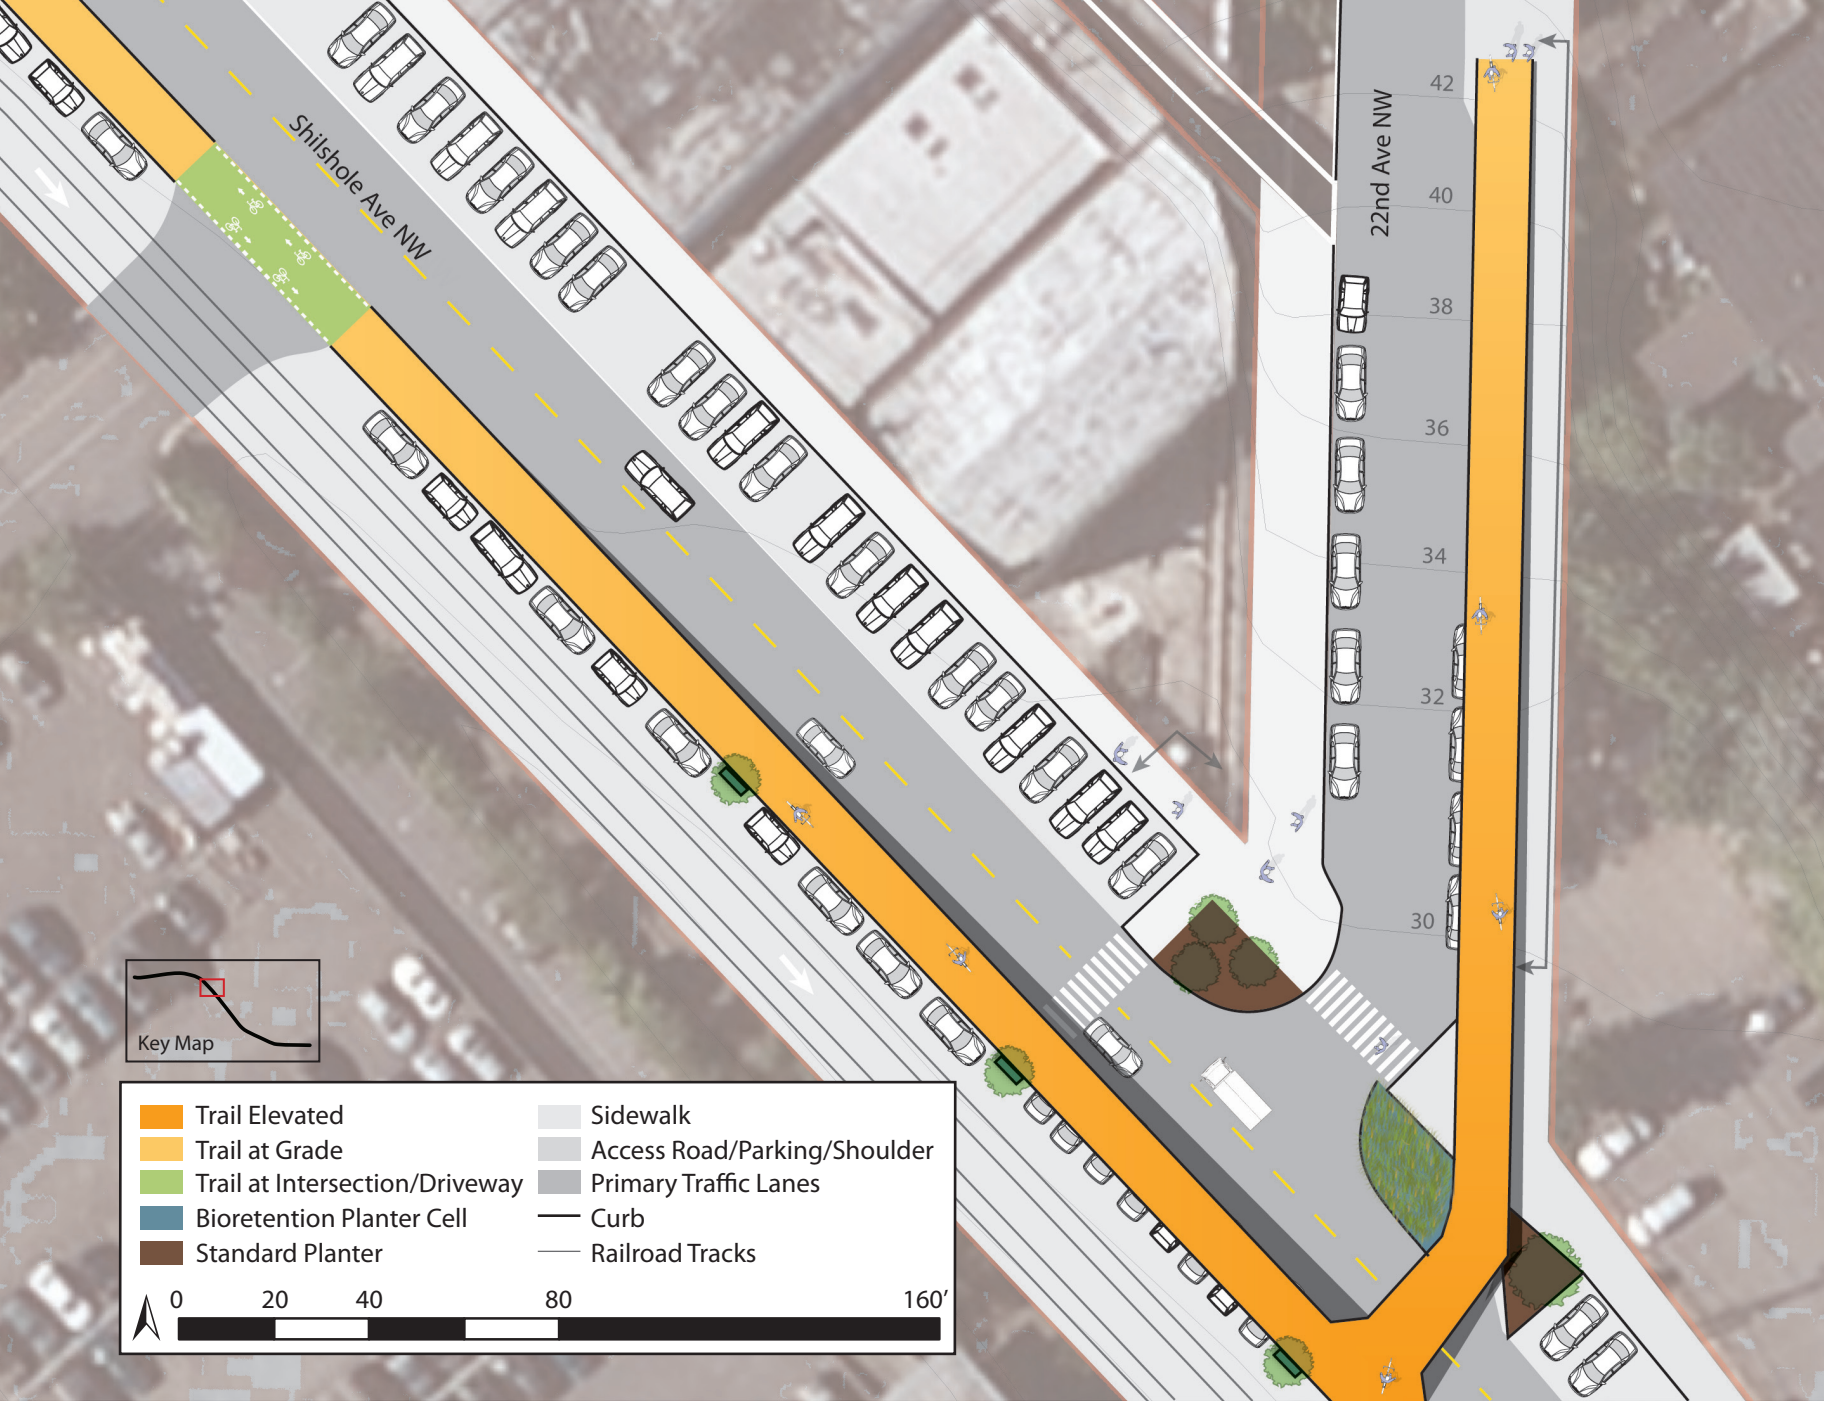 42
22nd Ave NW
40
Shilshole Ave NW
38
36
34
32
30
Key Map
Trail Elevated
Trail at Grade
Trail at Intersection/Driveway
Bioretention Planter Cell
Standard Planter
Sidewalk
Access Road/Parking/Shoulder
Primary Traffic Lanes
Curb
Railroad Tracks
0 20 40 80 160’